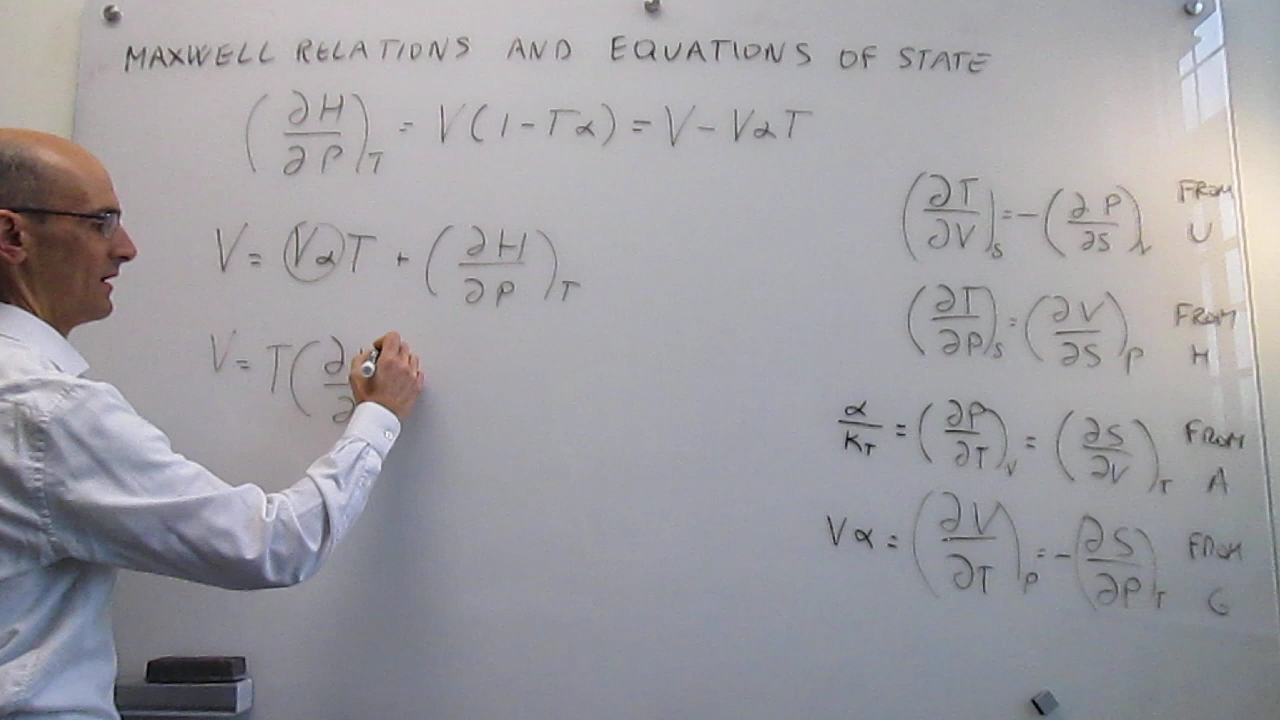 MAXWELL RELATIONS AND EQUATIONS OF STATE
(∂H/∂P)_T = V(1-Tα) = V-VαT
V = VαT + (∂H/∂P)_T
V = T(∂ ∂
(∂T/∂V)_S = -(∂P/∂S)_V FROM U
(∂T/∂P)_S = (∂V/∂S)_P FROM H
α/K_T = (∂P/∂T)_V = (∂S/∂V)_T FROM A
Vα = (∂V/∂T)_P = -(∂S/∂P)_T FROM G